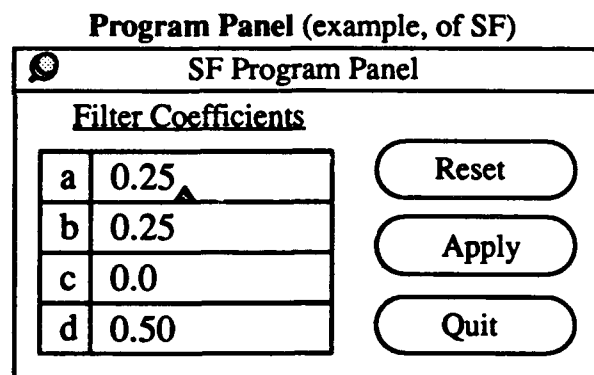 Program Panel (example, of SF)
SF Program Panel
Filter Coefficients
a 0.25
b 0.25
c 0.0
d 0.50
Reset
Apply
Quit